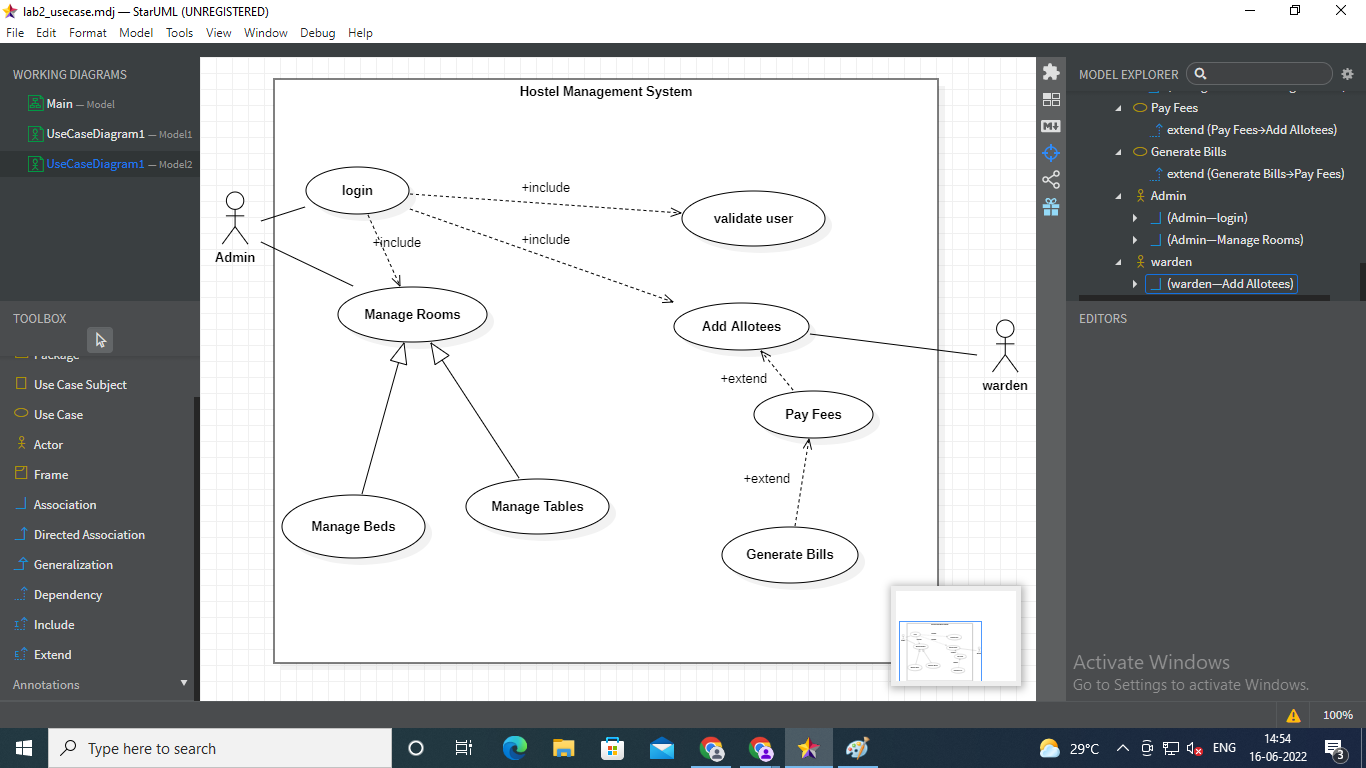 lab2_usecase.mdj — StarUML (UNREGISTERED)
File Edit Format Model Tools View Window Debug Help
WORKING DIAGRAMS
Main — Model
UseCaseDiagram1 — Model1
UseCaseDiagram1 — Model2
TOOLBOX
Package
Use Case Subject
Use Case
Actor
Frame
Association
Directed Association
Generalization
Dependency
Include
Extend
Annotations
Hostel Management System
login
+include
validate user
Admin
+include
+include
Manage Rooms
Add Allotees
warden
+extend
Pay Fees
+extend
Manage Beds
Manage Tables
Generate Bills
MODEL EXPLORER
Pay Fees
extend (Pay Fees→Add Allotees)
Generate Bills
extend (Generate Bills→Pay Fees)
Admin
(Admin—login)
(Admin—Manage Rooms)
warden
(warden—Add Allotees)
EDITORS
Activate Windows
Go to Settings to activate Windows.
100%
Type here to search
29°C
ENG
14:54
16-06-2022
3